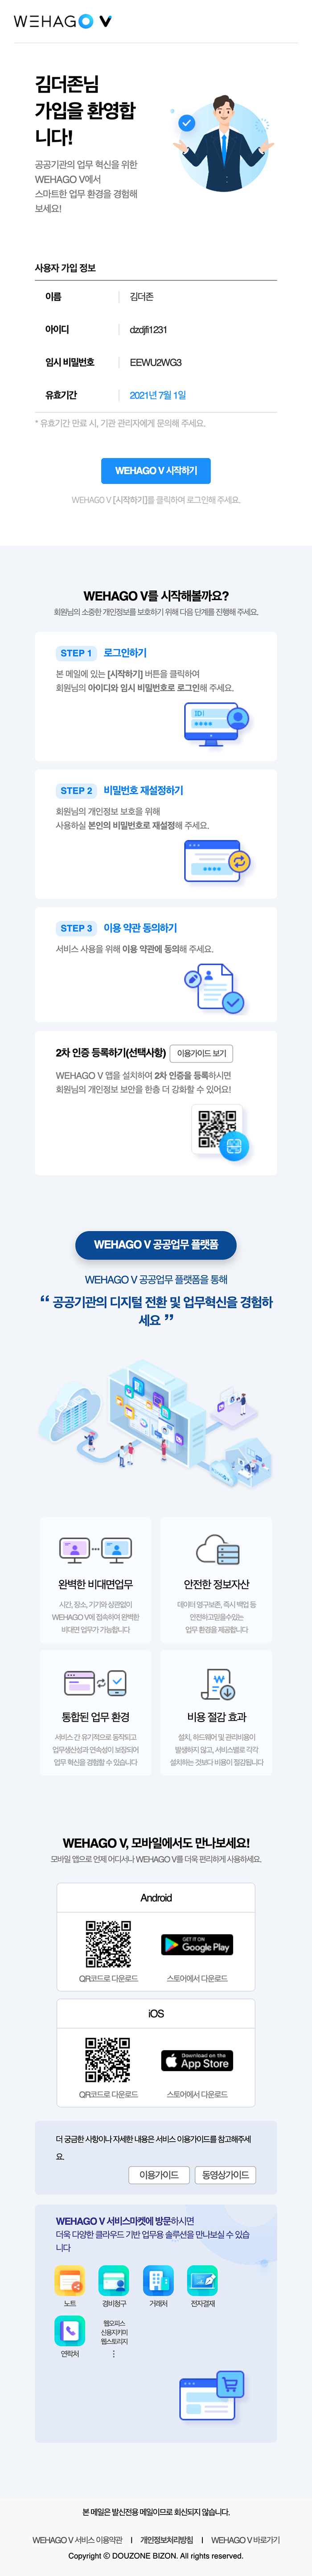 WEHAGO V
김더존님
가입을 환영합
니다!
공공기관의 업무 혁신을 위한
WEHAGO V에서
스마트한 업무 환경을 경험해
보세요!
사용자 가입 정보
이름 김더존
아이디 dzdjfi1231
임시 비밀번호 EEWU2WG3
유효기간 2021년 7월 1일
* 유효기간 만료 시, 기관 관리자에게 문의해 주세요.
WEHAGO V 시작하기
WEHAGO V [시작하기]를 클릭하여 로그인해 주세요.
WEHAGO V를 시작해볼까요?
회원님의 소중한 개인정보를 보호하기 위해 다음 단계를 진행해 주세요.
STEP 1 로그인하기
본 메일에 있는 [시작하기] 버튼을 클릭하여
회원님의 아이디와 임시 비밀번호로 로그인해 주세요.
ID
STEP 2 비밀번호 재설정하기
회원님의 개인정보 보호을 위해
사용하실 본인의 비밀번호로 재설정해 주세요.
STEP 3 이용 약관 동의하기
서비스 사용을 위해 이용 약관에 동의해 주세요.
2차 인증 등록하기(선택사항) 이용가이드 보기
WEHAGO V 앱을 설치하여 2차 인증을 등록하시면
회원님의 개인정보 보안을 한층 더 강화할 수 있어요!
WEHAGO V 공공업무 플랫폼
WEHAGO V 공공업무 플랫폼을 통해
“ 공공기관의 디지털 전환 및 업무혁신을 경험하
세요 ”
완벽한 비대면업무
시간, 장소, 기기와 상관없이
WEHAGO V에 접속하여 완벽한
비대면 업무가 가능합니다
안전한 정보자산
데이터 영구보존, 즉시 백업 등
안전하고믿을수있는
업무 환경을 제공합니다
통합된 업무 환경
서비스 간 유기적으로 동작되고
업무생산성과 연속성이 보장되어
업무 혁신을 경험할 수 있습니다
비용 절감 효과
설치, 하드웨어 및 관리비용이
발생하지 않고, 서비스별로 각각
설치하는 것보다 비용이 절감됩니다
WEHAGO V, 모바일에서도 만나보세요!
모바일 앱으로 언제 어디서나 WEHAGO V를 더욱 편리하게 사용하세요.
Android
GET IT ON
Google Play
QR코드로 다운로드 스토어에서 다운로드
iOS
Download on the
App Store
QR코드로 다운로드 스토어에서 다운로드
더 궁금한 사항이나 자세한 내용은 서비스 이용가이드를 참고해주세
요.
이용가이드 동영상가이드
WEHAGO V 서비스마켓에 방문하시면
더욱 다양한 클라우드 기반 업무용 솔루션을 만나보실 수 있습
니다
노트 경비청구 거래처 전자결재
연락처
웹오피스
신용지키미
웹스토리지
⋮
본 메일은 발신전용 메일이므로 회신되지 않습니다.
WEHAGO V 서비스 이용약관 | 개인정보처리방침 | WEHAGO V 바로가기
Copyright © DOUZONE BIZON. All rights reserved.